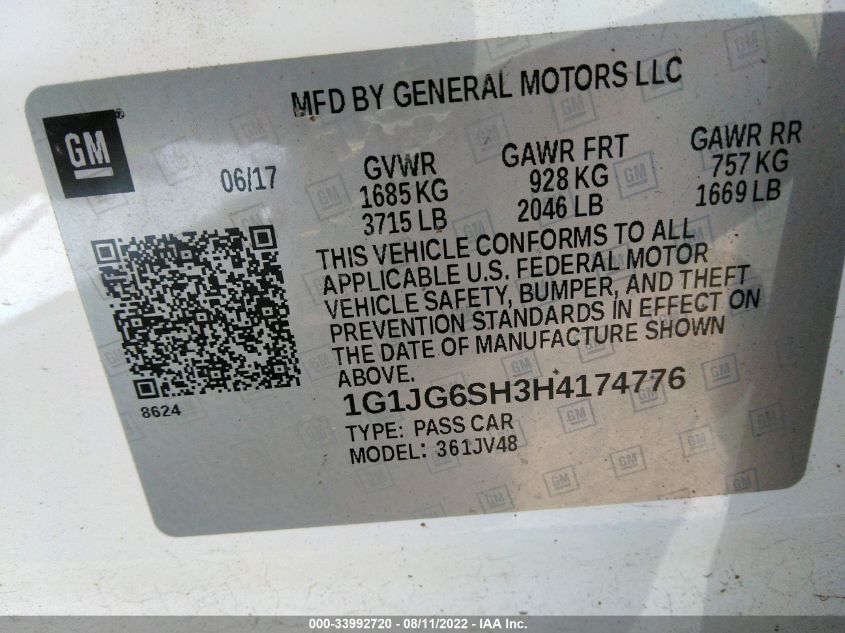 MFD BY GENERAL MOTORS LLC
GM
06/17
GVWR
1685 KG
3715 LB
GAWR FRT
928 KG
2046 LB
GAWR RR
757 KG
1669 LB
THIS VEHICLE CONFORMS TO ALL
APPLICABLE U.S. FEDERAL MOTOR
VEHICLE SAFETY, BUMPER, AND THEFT
PREVENTION STANDARDS IN EFFECT ON
THE DATE OF MANUFACTURE SHOWN
ABOVE.
8624
1G1JG6SH3H4174776
TYPE: PASS CAR
MODEL: 361JV48
000-33992720 - 08/11/2022 - IAAI.COM